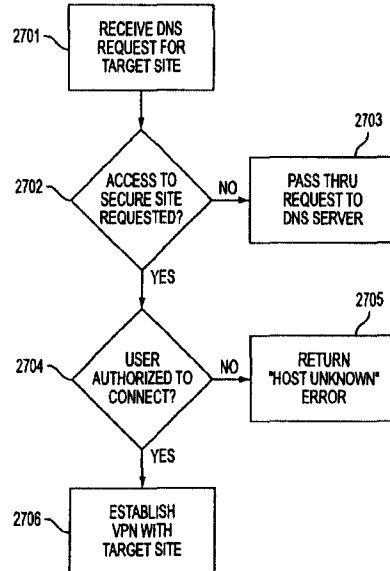 2701
RECEIVE DNS
REQUEST FOR
TARGET SITE
2702
ACCESS TO
SECURE SITE
REQUESTED?
NO
2703
PASS THRU
REQUEST TO
DNS SERVER
YES
2704
USER
AUTHORIZED TO
CONNECT?
NO
2705
RETURN
"HOST UNKNOWN"
ERROR
YES
2706
ESTABLISH
VPN WITH
TARGET SITE